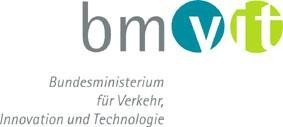 bmvit
Bundesministerium
für Verkehr,
Innovation und Technologie